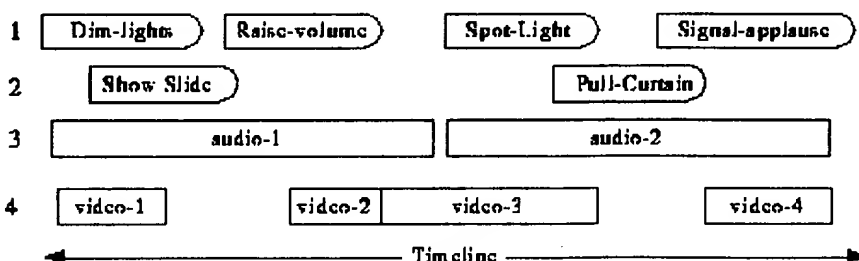 1 Dim-lights Raise-volume Spot-Light Signal-applause
2 Show Slide Pull-Curtain
3 audio-1 audio-2
4 video-1 video-2 video-3 video-4
Timeline